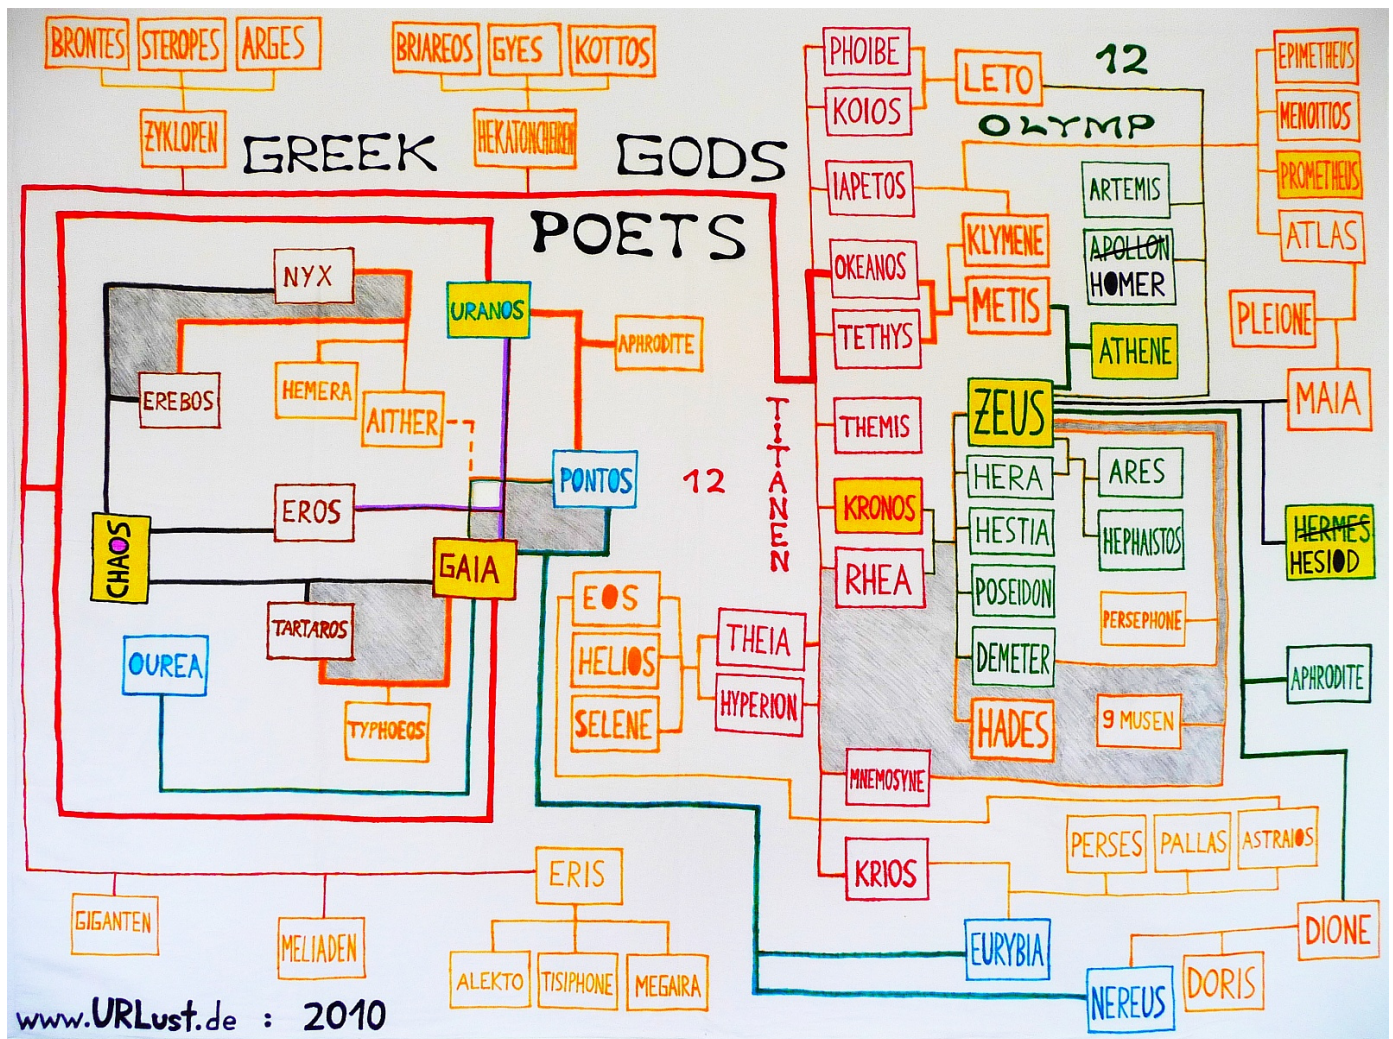 BRONTES
STEROPES
ARGES
BRIAREOS
GYES
KOTTOS
ZYKLOPEN
HEKATONCHEIREN
GREEK GODS
POETS
PHOIBE
KOIOS
LETO
12
OLYMP
EPIMETHEUS
MENOITIOS
PROMETHEUS
ATLAS
IAPETOS
KLYMENE
ARTEMIS
APOLLON
HOMER
OKEANOS
TETHYS
METIS
ATHENE
PLEIONE
MAIA
NYX
URANOS
APHRODITE
EREBOS
HEMERA
AITHER
PONTOS
12
TITANEN
THEMIS
ZEUS
HERA
ARES
KRONOS
HESTIA
HEPHAISTOS
HERMES
HESIOD
EROS
CHAOS
GAIA
RHEA
POSEIDON
PERSEPHONE
TARTAROS
EOS
HELIOS
SELENE
THEIA
HYPERION
DEMETER
HADES
9 MUSEN
APHRODITE
OUREA
TYPHOEOS
MNEMOSYNE
KRIOS
PERSES
PALLAS
ASTRAIOS
ERIS
GIGANTEN
MELIADEN
ALEKTO
TISIPHONE
MEGAIRA
EURYBIA
NEREUS
DORIS
DIONE
www.URLust.de : 2010